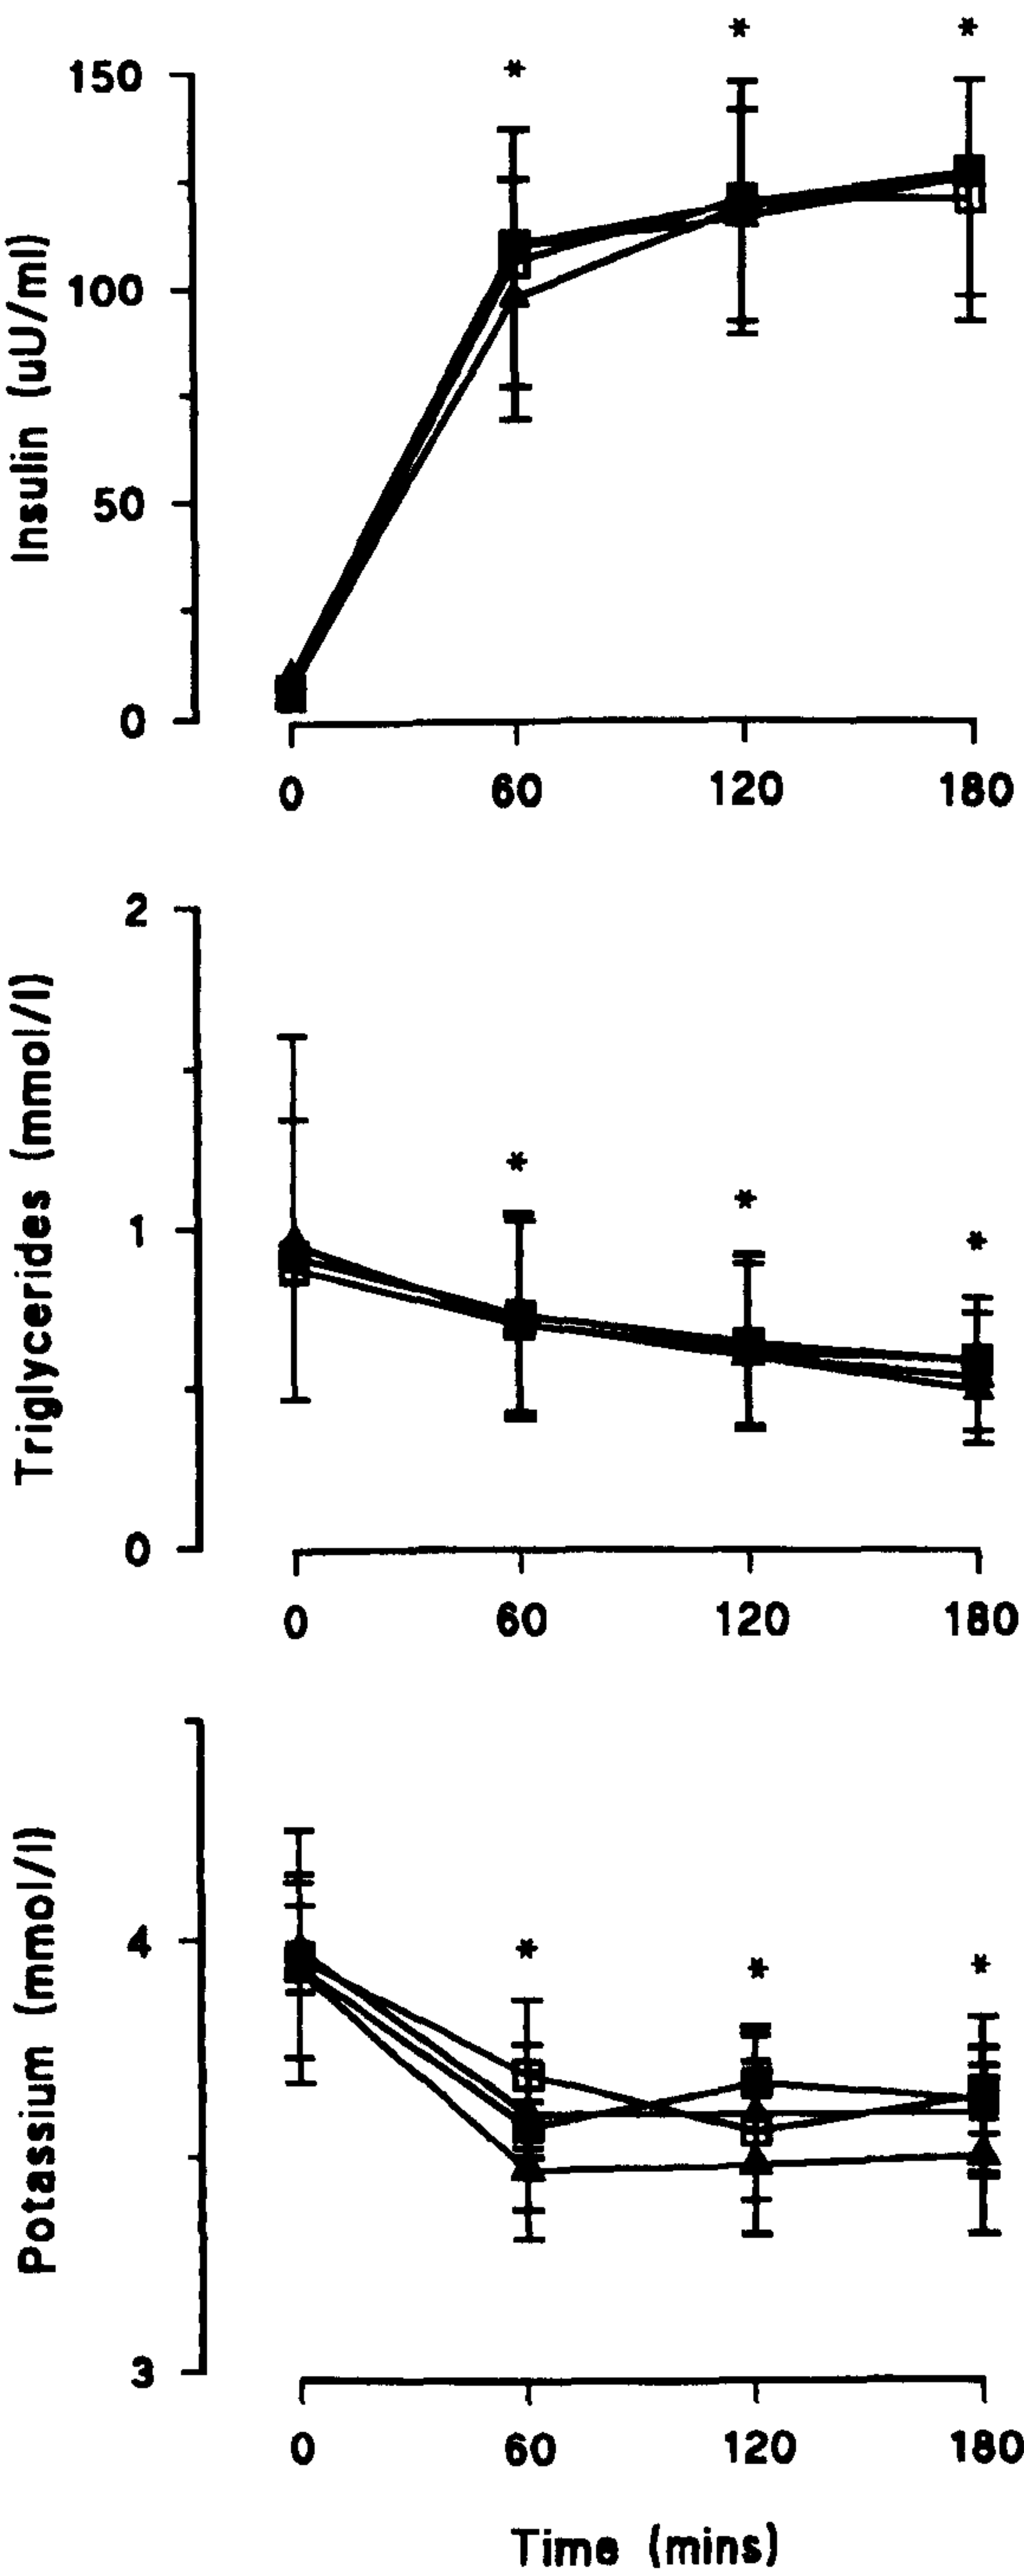 *
*
*
150
100
50
0
Insulin (uU/ml)
0 60 120 180
2
1
0
Triglycerides (mmol/l)
*
*
*
0 60 120 180
4
3
Potassium (mmol/l)
*
*
*
0 60 120 180
Time (mins)